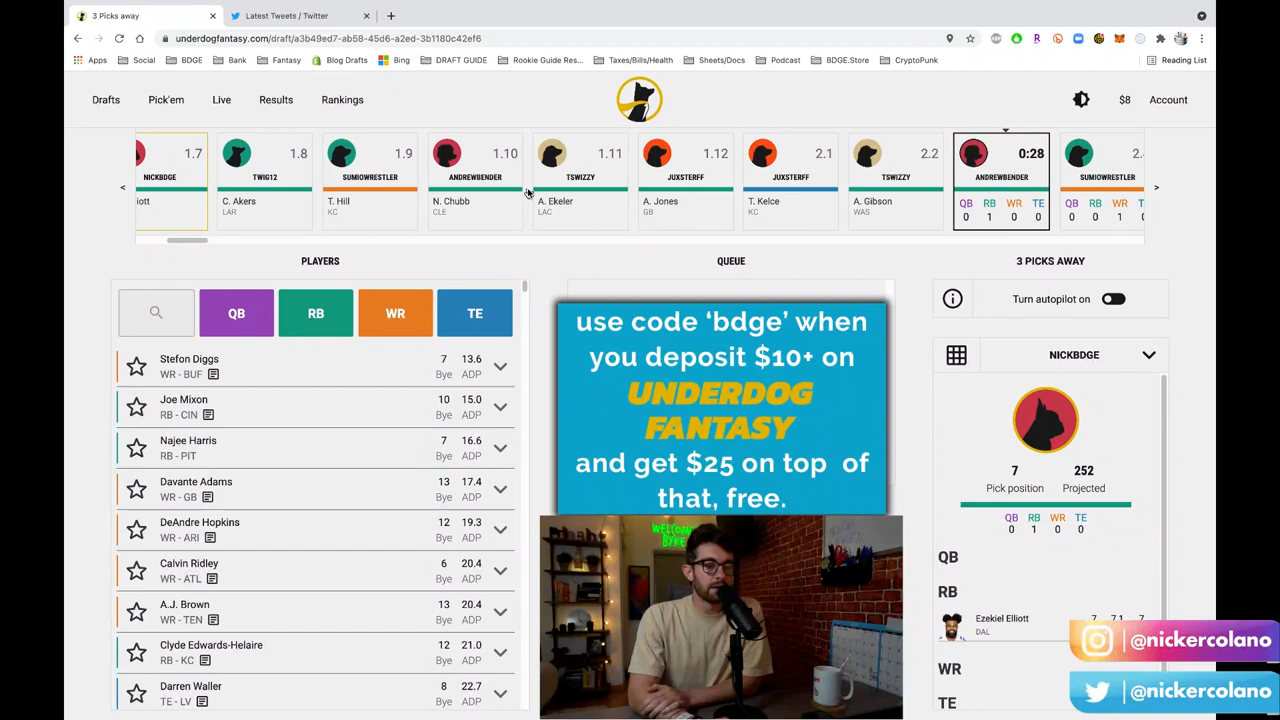 3 Picks away
Latest Tweets / Twitter
underdogfantasy.com/draft/a3b49ed7-ab58-45d6-a2ed-3b1180c42ef6
Apps Social BDGE Bank Fantasy Blog Drafts Bing DRAFT GUIDE Rookie Guide Res... Taxes/Bills/Health Sheets/Docs Podcast BDGE.Store CryptoPunk Reading List
Drafts Pick'em Live Results Rankings $8 Account
1.7 1.8 1.9 1.10 1.11 1.12 2.1 2.2 0:28
NICKBDGE TWIG12 SUMIOWRESTLER ANDREWBENDER TSWIZZY JUXSTERFF JUXSTERFF TSWIZZY ANDREWBENDER SUMIOWRESTLER
< C. Akers T. Hill N. Chubb A. Ekeler A. Jones T. Kelce A. Gibson QB RB WR TE QB RB WR >
LAR KC CLE LAC GB KC WAS 0 1 0 0 0 0 1
PLAYERS QUEUE 3 PICKS AWAY
QB RB WR TE
Turn autopilot on
Stefon Diggs 7 13.6
WR - BUF Bye ADP
Joe Mixon 10 15.0
RB - CIN Bye ADP
Najee Harris 7 16.6
RB - PIT Bye ADP
Davante Adams 13 17.4
WR - GB Bye ADP
DeAndre Hopkins 12 19.3
WR - ARI Bye ADP
Calvin Ridley 6 20.4
WR - ATL Bye ADP
A.J. Brown 13 20.4
WR - TEN Bye ADP
Clyde Edwards-Helaire 12 21.0
RB - KC Bye ADP
Darren Waller 8 22.7
TE - LV Bye ADP
use code ‘bdge’ when
you deposit $10+ on
UNDERDOG
FANTASY
and get $25 on top of
that, free.
WELCOME
NICKBDGE
7 252
Pick position Projected
QB RB WR TE
0 1 0 0
QB
RB
Ezekiel Elliott
DAL
WR
TE
@nickercolano
@nickercolano